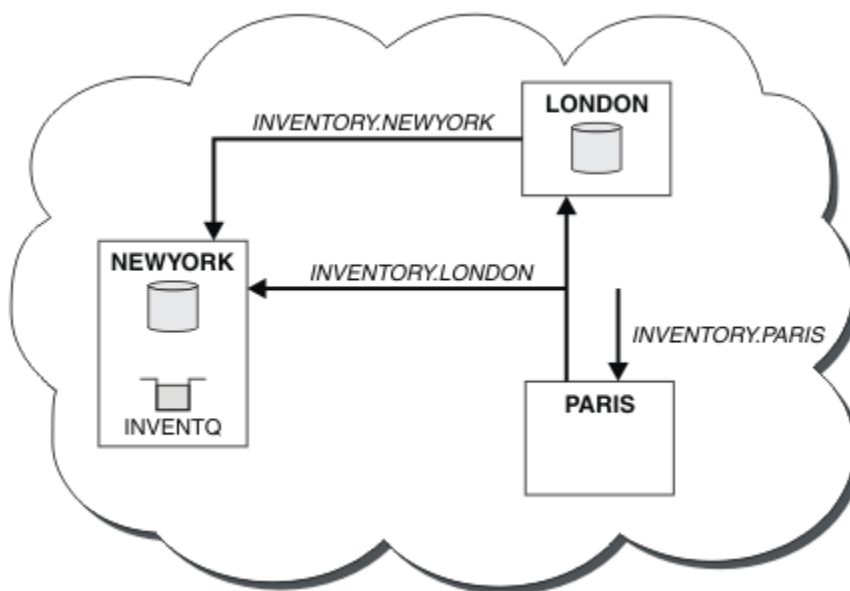 LONDON
INVENTORY.NEWYORK
NEWYORK
INVENTORY.LONDON
INVENTORY.PARIS
PARIS
INVENTQ